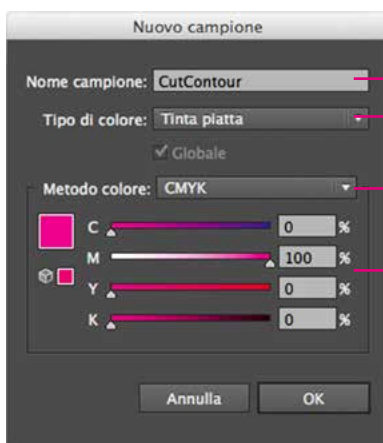 Nuovo campione
Nome campione: CutContour
Tipo di colore: Tinta piatta
Globale
Metodo colore: CMYK
C 0 %
M 100 %
Y 0 %
K 0 %
Annulla OK